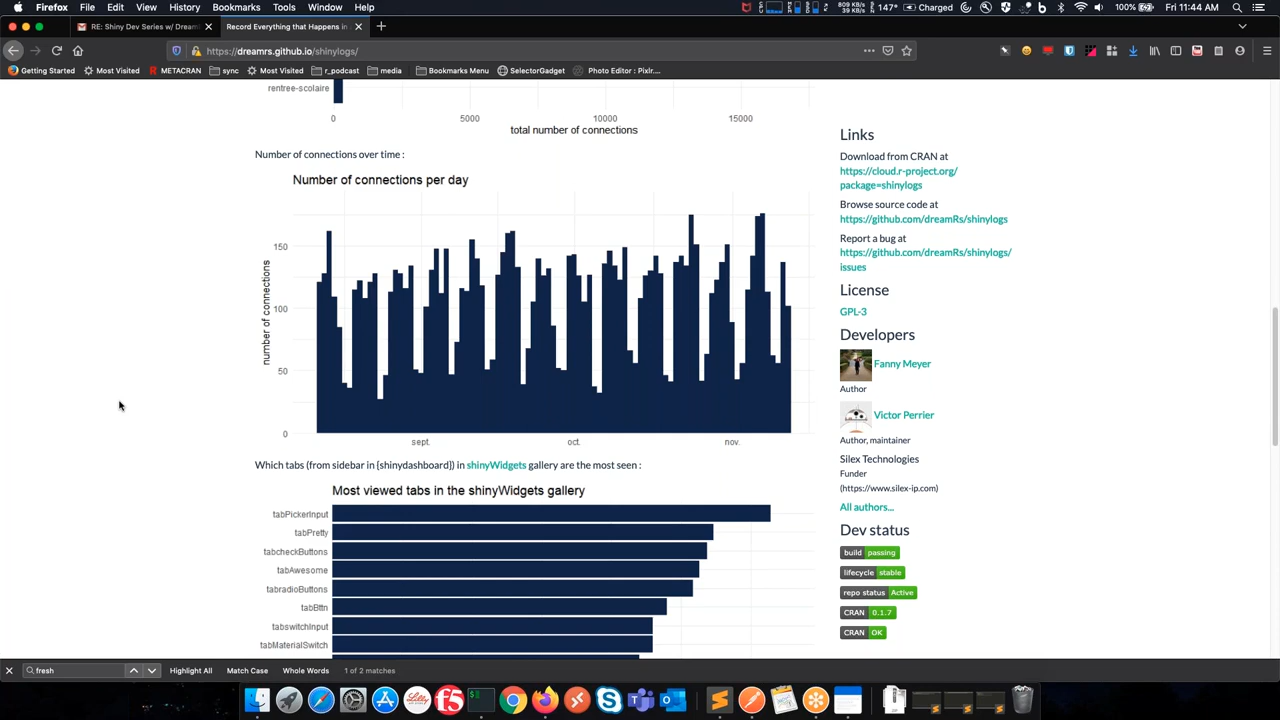 Firefox File Edit View History Bookmarks Tools Window Help
809 KB/s
39 KB/s
147° Charged
100%
Fri 11:44 AM
RE: Shiny Dev Series w/ Dreaml
Record Everything that Happens in
https://dreamrs.github.io/shinylogs/
Getting Started Most Visited METACRAN sync Most Visited r_podcast media Bookmarks Menu SelectorGadget Photo Editor : Pixlr....
rentree-scolaire
0 5000 10000 15000
total number of connections
Number of connections over time :
Number of connections per day
150
100
50
0
number of connections
sept. oct. nov.
Which tabs (from sidebar in {shinydashboard}) in shinyWidgets gallery are the most seen :
Most viewed tabs in the shinyWidgets gallery
tabPickerInput
tabPretty
tabcheckButtons
tabAwesome
tabradioButtons
tabBttn
tabswitchInput
tabMaterialSwitch
Links
Download from CRAN at
https://cloud.r-project.org/
package=shinylogs
Browse source code at
https://github.com/dreamRs/shinylogs
Report a bug at
https://github.com/dreamRs/shinylogs/
issues
License
GPL-3
Developers
Fanny Meyer
Author
Victor Perrier
Author, maintainer
Silex Technologies
Funder
(https://www.silex-ip.com)
All authors...
Dev status
build passing
lifecycle stable
repo status Active
CRAN 0.1.7
CRAN OK
fresh
Highlight All Match Case Whole Words 1 of 2 matches
Lilly
f5